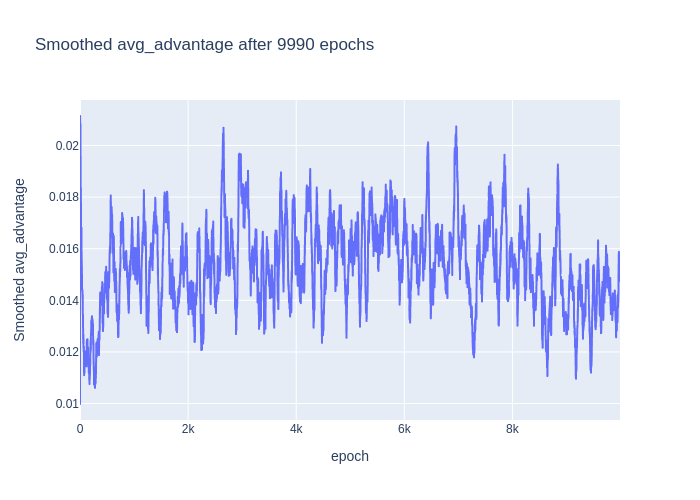 Smoothed avg_advantage after 9990 epochs
0.02
0.018
0.016
0.014
0.012
0.01
Smoothed avg_advantage
0
2k
4k
6k
8k
epoch